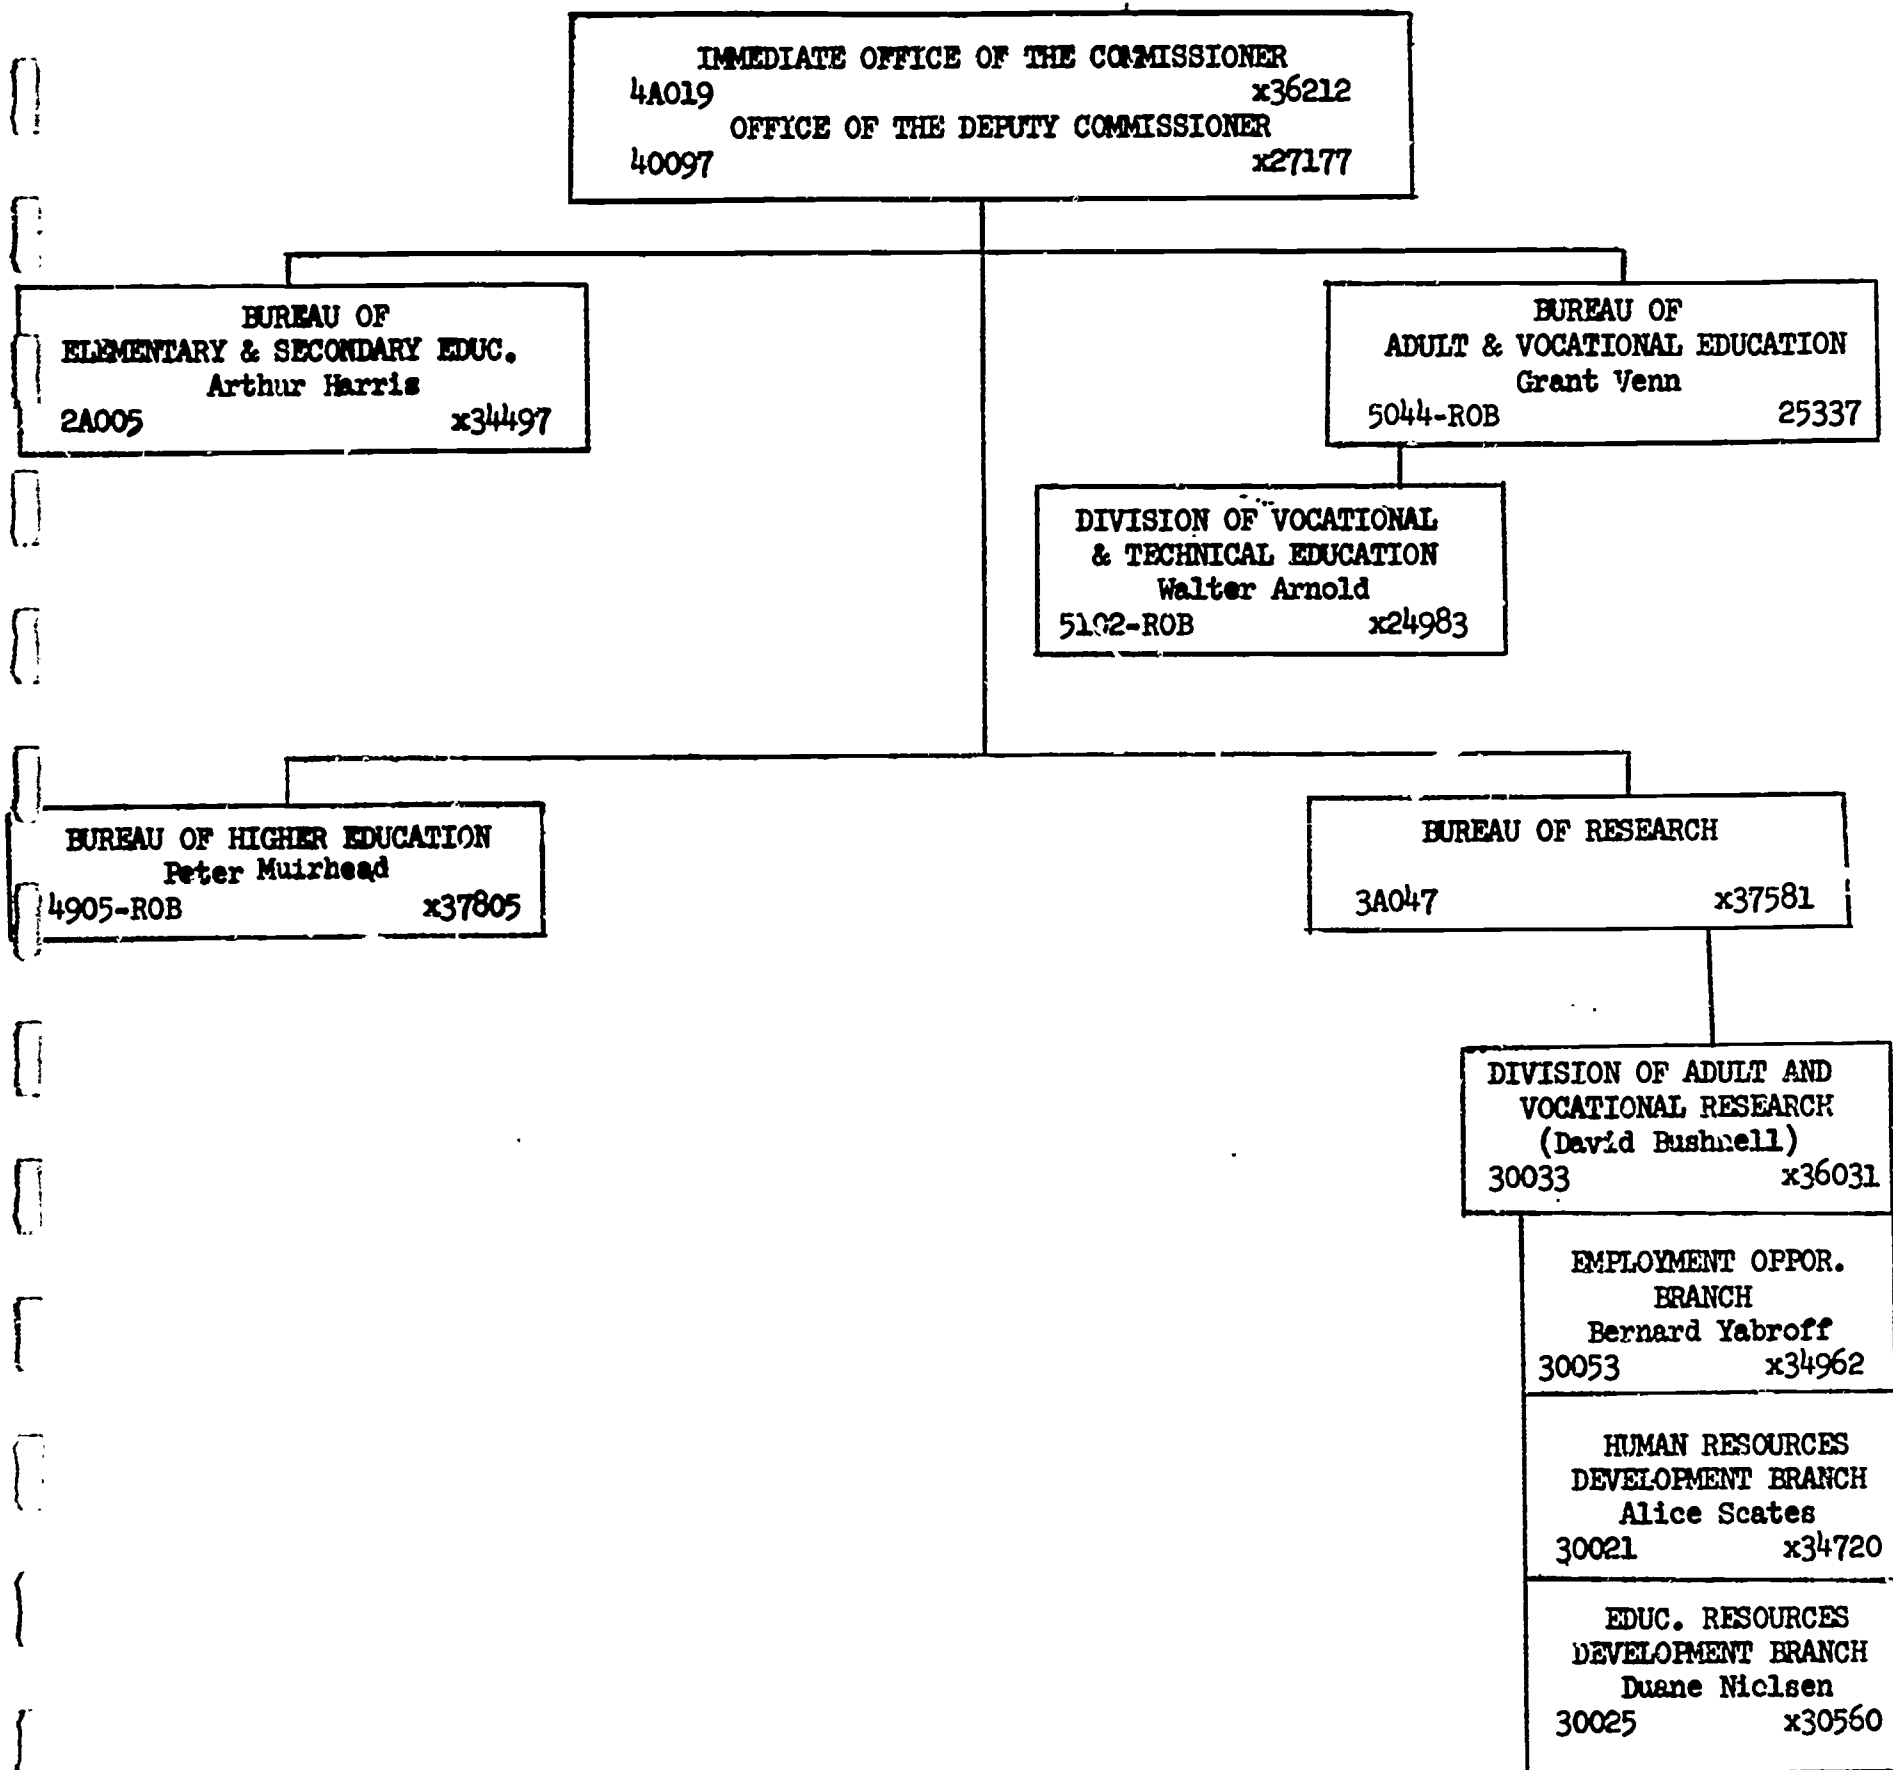 IMMEDIATE OFFICE OF THE COMMISSIONER
4A019 x36212
OFFICE OF THE DEPUTY COMMISSIONER
40097 x27177
BUREAU OF
ELEMENTARY & SECONDARY EDUC.
Arthur Harris
2A005 x34497
BUREAU OF
ADULT & VOCATIONAL EDUCATION
Grant Venn
5044-ROB 25337
DIVISION OF VOCATIONAL
& TECHNICAL EDUCATION
Walter Arnold
5102-ROB x24983
BUREAU OF HIGHER EDUCATION
Peter Muirhead
4905-ROB x37805
BUREAU OF RESEARCH
3A047 x37581
DIVISION OF ADULT AND
VOCATIONAL RESEARCH
(David Bushnell)
30033 x36031
EMPLOYMENT OPPOR.
BRANCH
Bernard Yabroff
30053 x34962
HUMAN RESOURCES
DEVELOPMENT BRANCH
Alice Scates
30021 x34720
EDUC. RESOURCES
DEVELOPMENT BRANCH
Duane Nielsen
30025 x30560